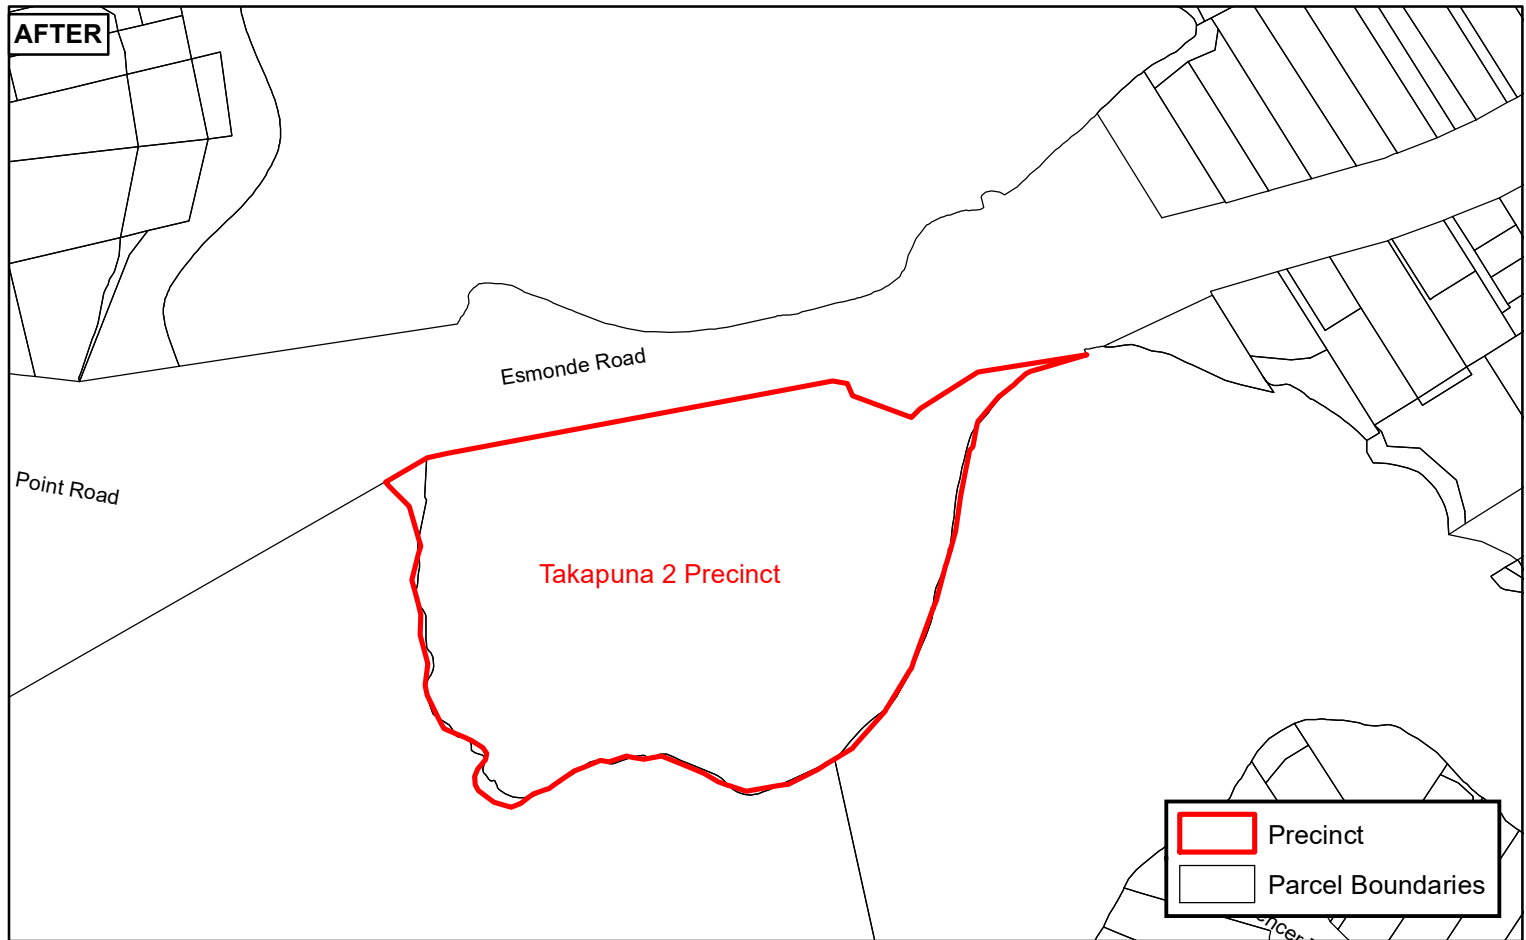 AFTER
Esmonde Road
Point Road
Takapuna 2 Precinct
Precinct
Parcel Boundaries